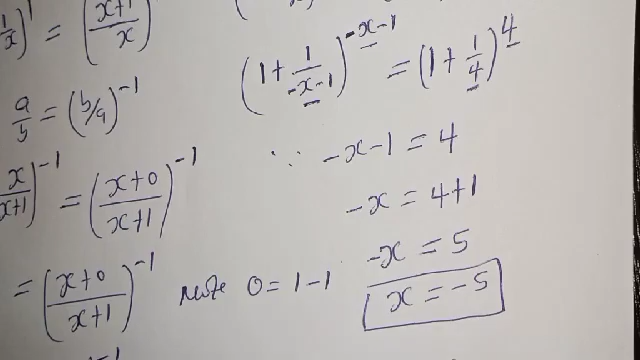 1/x)^1 = ((x+1)/x)
a/b = (b/a)^-1
x/(x+1))^-1 = ((x+0)/(x+1))^-1
= ((x+0)/(x+1))^-1 note 0 = 1-1
(1 + 1/(-x-1))^(-x-1) = (1 + 1/4)^4
∵ -x-1 = 4
-x = 4+1
-x = 5
x = -5